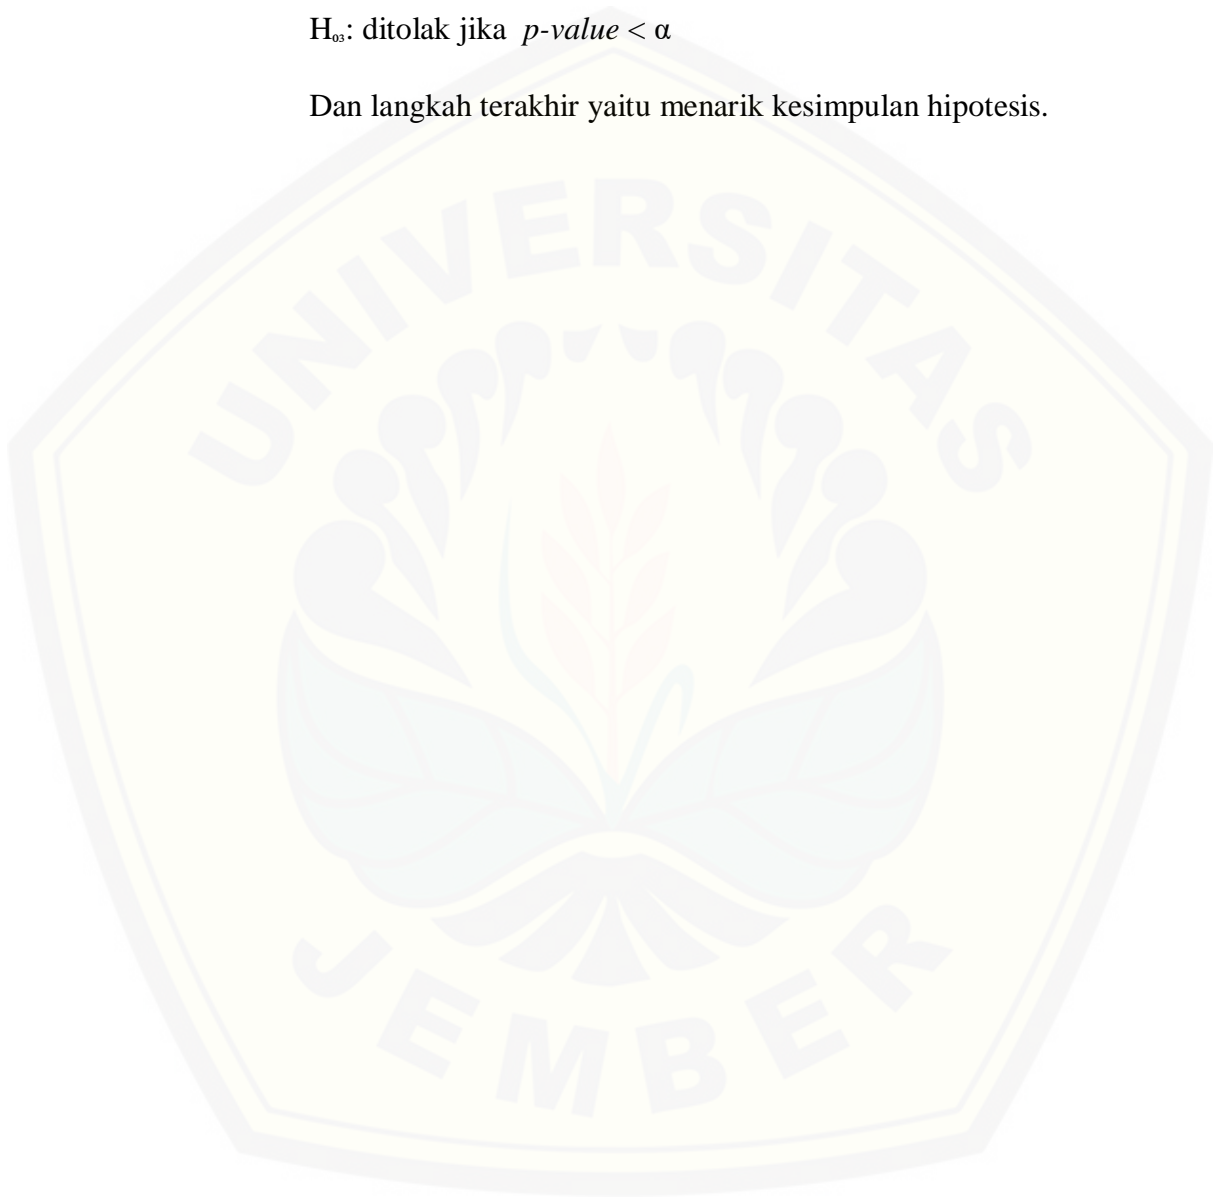 H₀₃: ditolak jika p-value < α
Dan langkah terakhir yaitu menarik kesimpulan hipotesis.
UNIVERSITAS
JEMBER